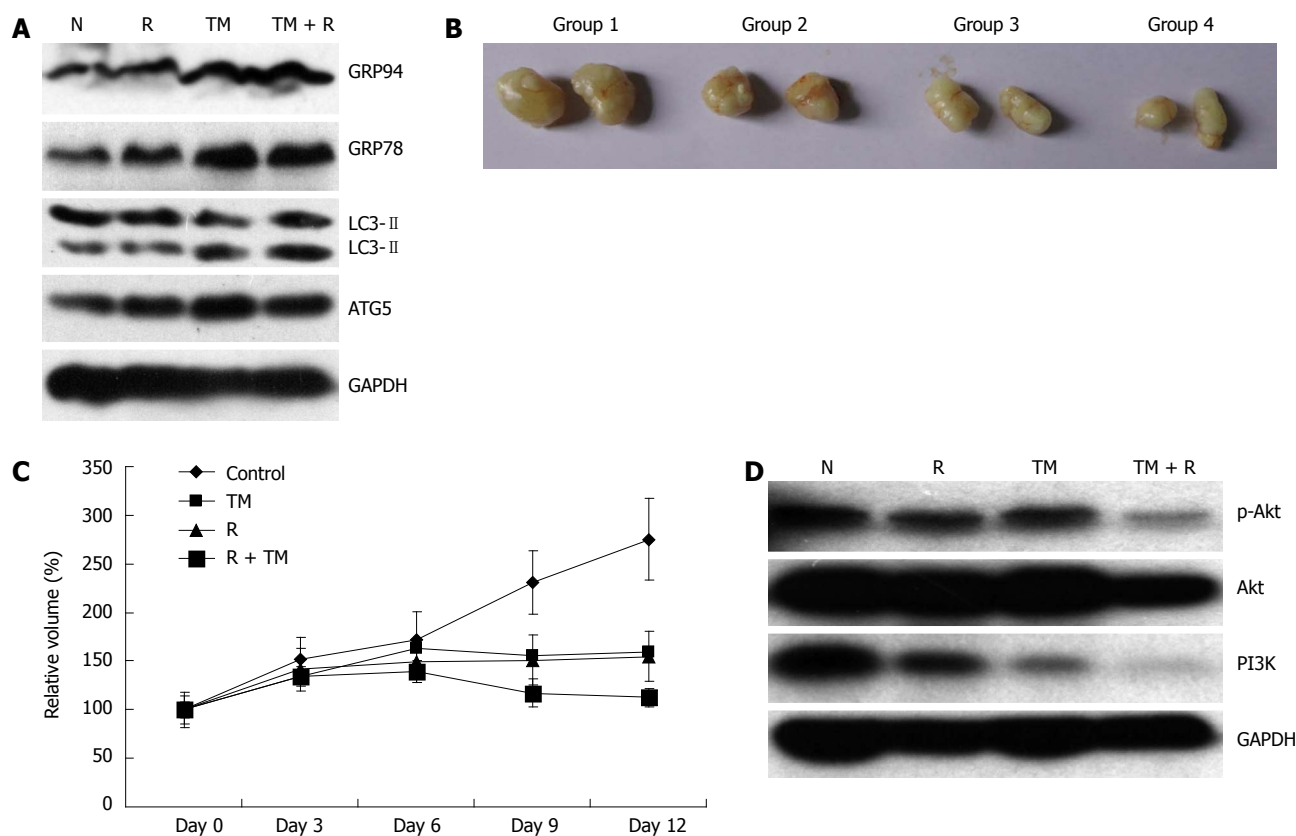 A
N R TM TM + R
GRP94
GRP78
LC3-Ⅱ
LC3-Ⅱ
ATG5
GAPDH
B
Group 1 Group 2 Group 3 Group 4
C
Relative volume (%)
350
300
250
200
150
100
50
0
Control
TM
R
R + TM
Day 0 Day 3 Day 6 Day 9 Day 12
D
N R TM TM + R
p-Akt
Akt
PI3K
GAPDH